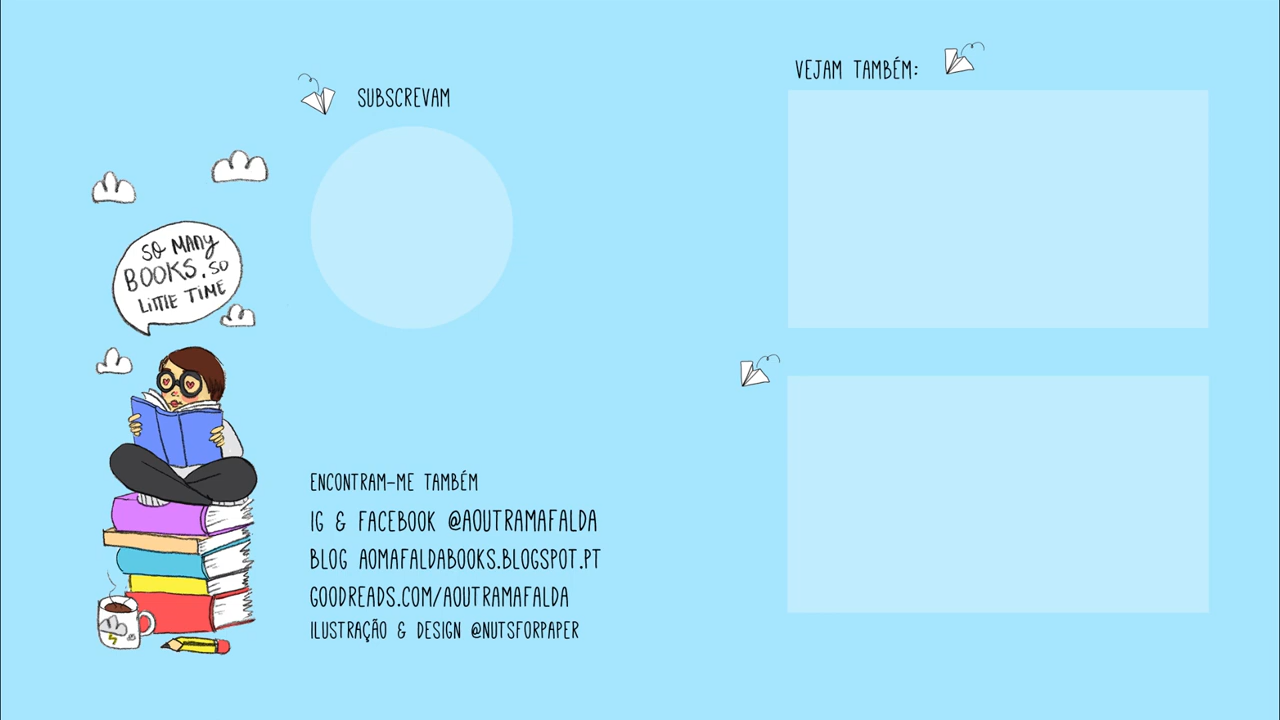 SUBSCREVAM
VEJAM TAMBÉM:
SO MANY
BOOKS, SO
LITTLE TIME
ENCONTRAM-ME TAMBÉM
IG & FACEBOOK @AOUTRAMAFALDA
BLOG AOMAFALDABOOKS.BLOGSPOT.PT
GOODREADS.COM/AOUTRAMAFALDA
ILUSTRAÇÃO & DESIGN @NUTSFORPAPER